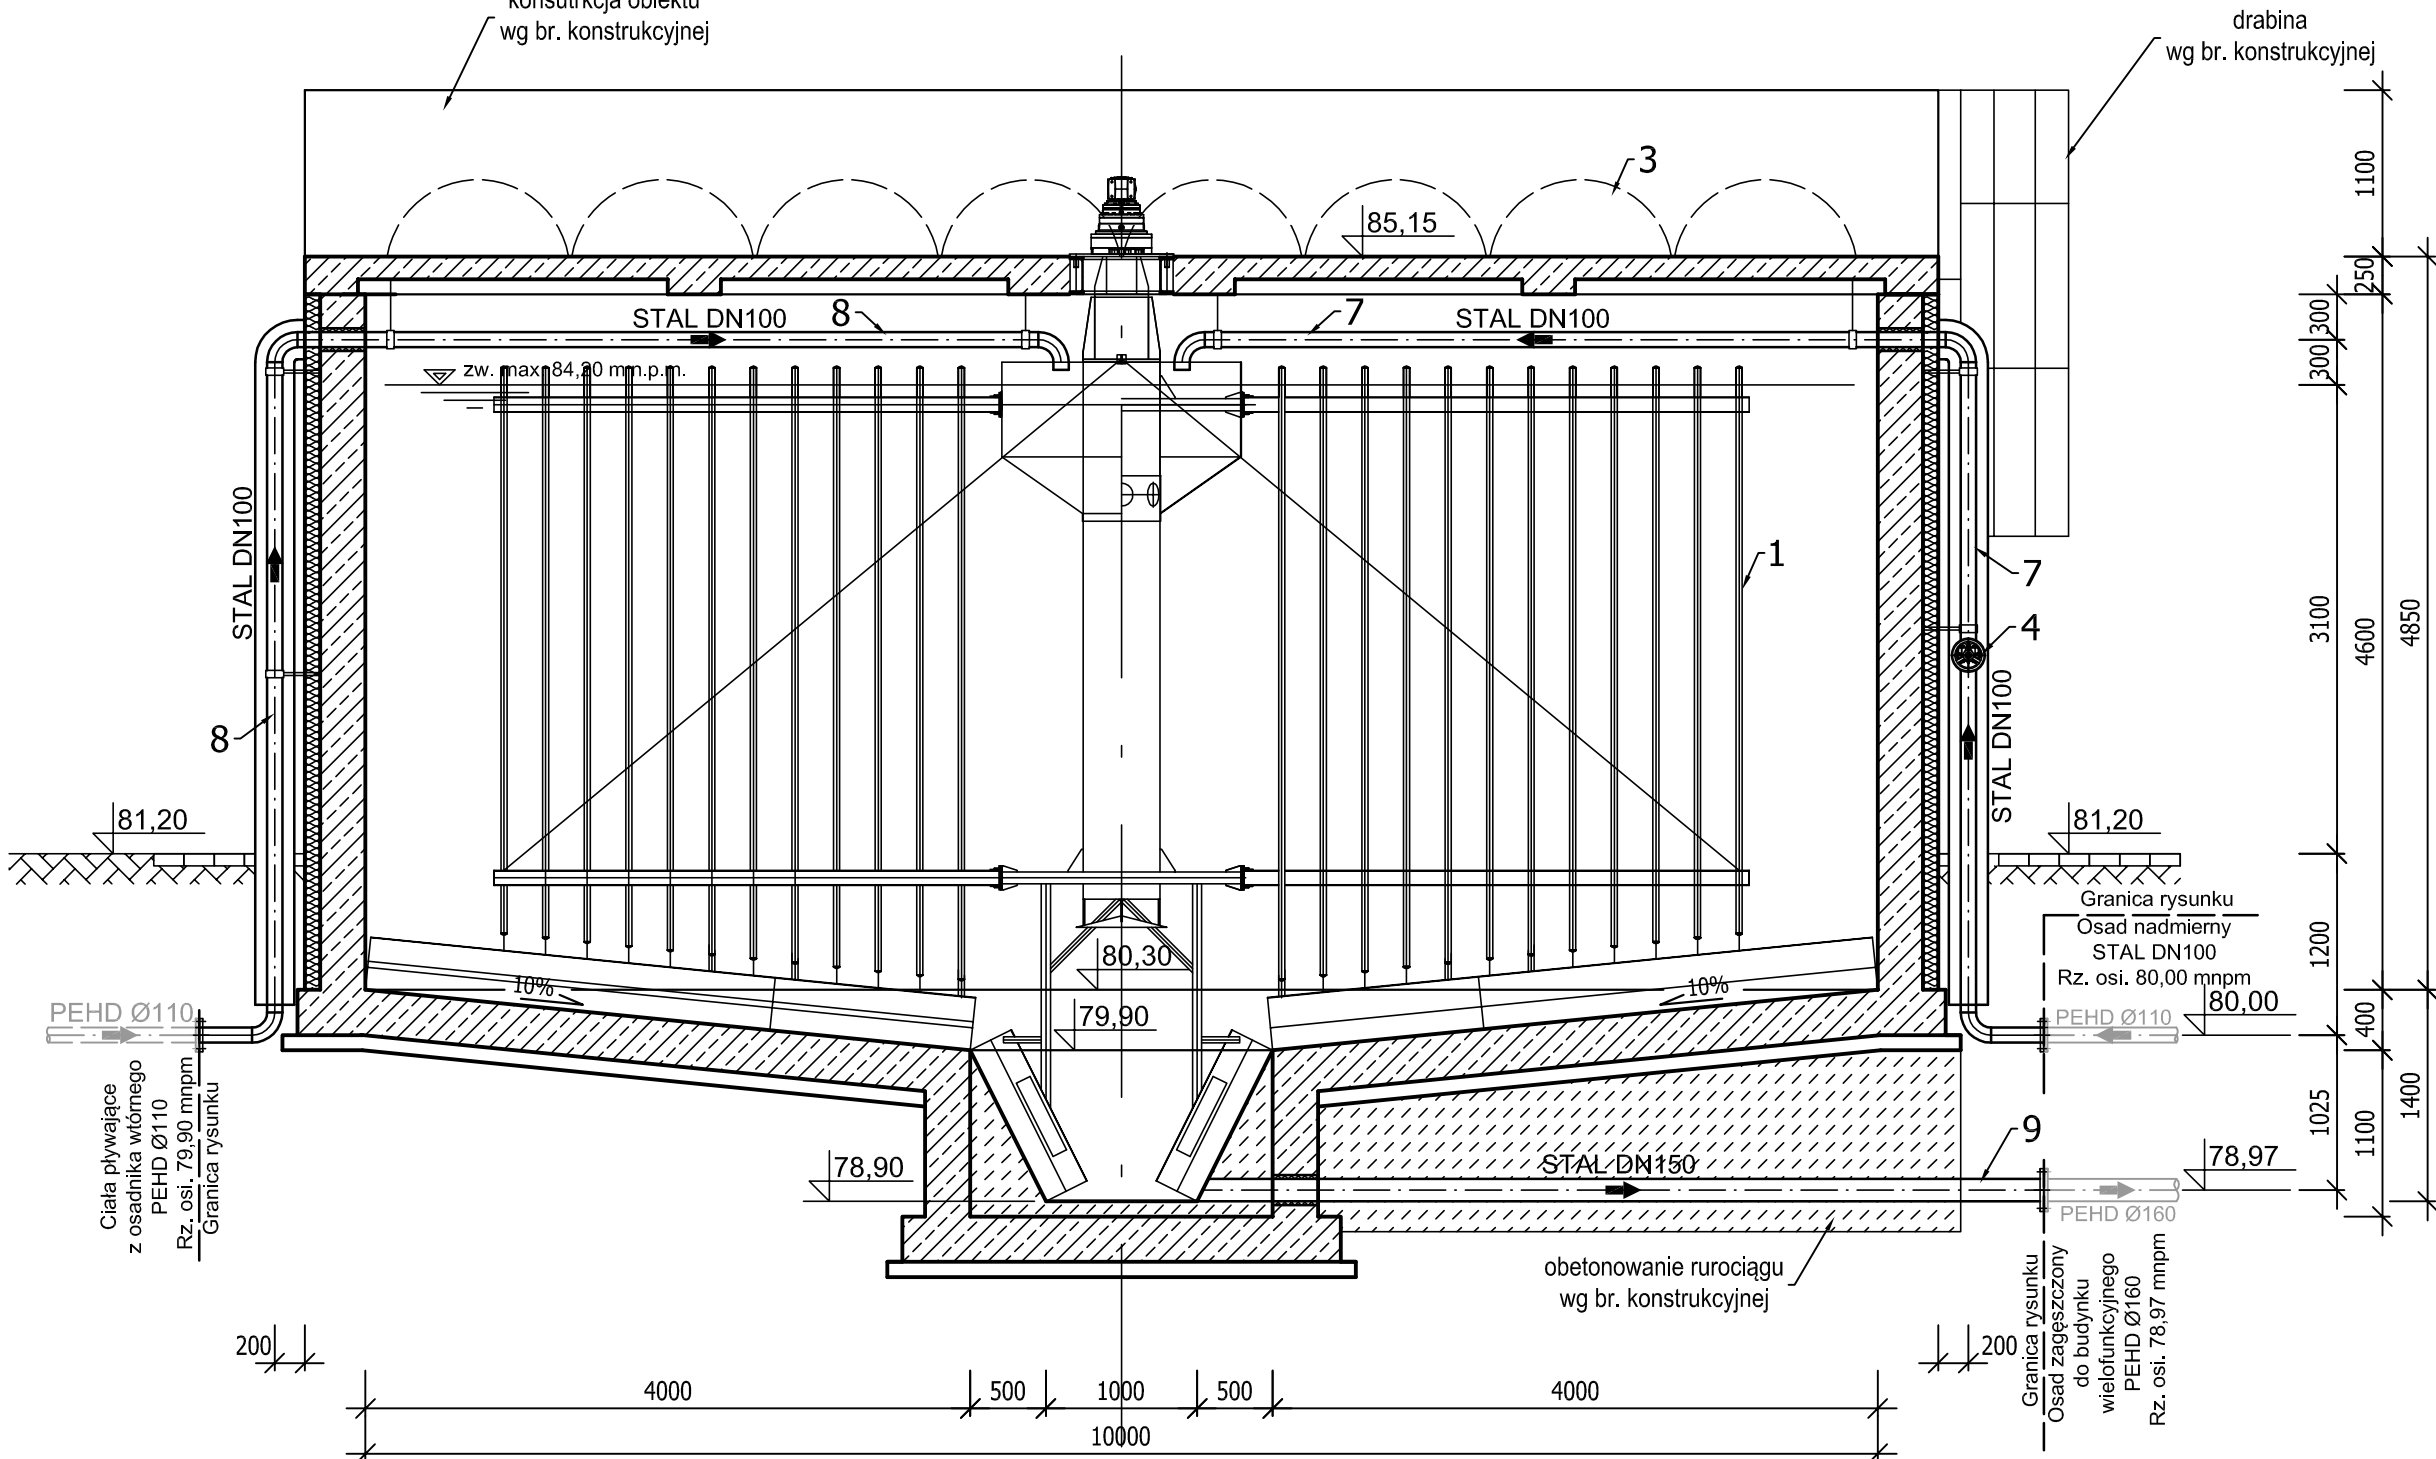 konsutrkcja obiektu
wg br. konstrukcyjnej
drabina
wg br. konstrukcyjnej
3
85,15
1100
250
300
300
STAL DN100
8
7
STAL DN100
zw. max 84,20 m n.p.m.
STAL DN100
1
7
4
STAL DN100
8
3100
4600
4850
81,20
81,20
Granica rysunku
Osad nadmierny
STAL DN100
Rz. osi. 80,00 mnpm
1200
80,30
10%
10%
79,90
PEHD Ø110
PEHD Ø110
80,00
400
1025
1100
1400
Ciała pływające
z osadnika wtórnego
PEHD Ø110
Rz. osi. 79,90 mnpm
Granica rysunku
78,90
STAL DN150
9
78,97
PEHD Ø160
obetonowanie rurociągu
wg br. konstrukcyjnej
Granica rysunku
Osad zagęszczony
do budynku
wielofunkcyjnego
PEHD Ø160
Rz. osi. 78,97 mnpm
200
200
4000
500
1000
500
4000
10000